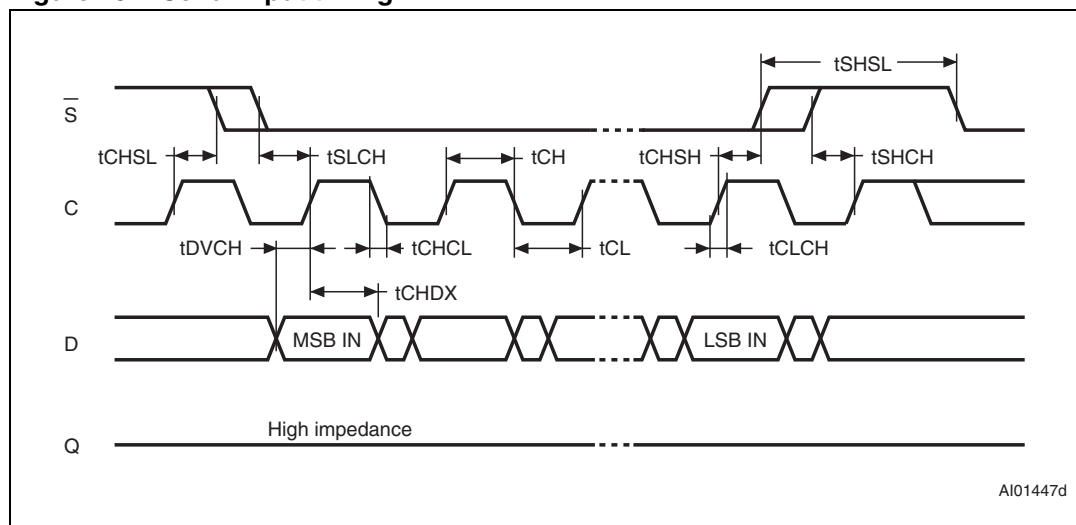 tSHSL
S
tCHSL
tSLCH
tCH
tCHSH
tSHCH
C
tDVCH
tCHCL
tCL
tCLCH
tCHDX
D
MSB IN
LSB IN
High impedance
Q
AI01447d